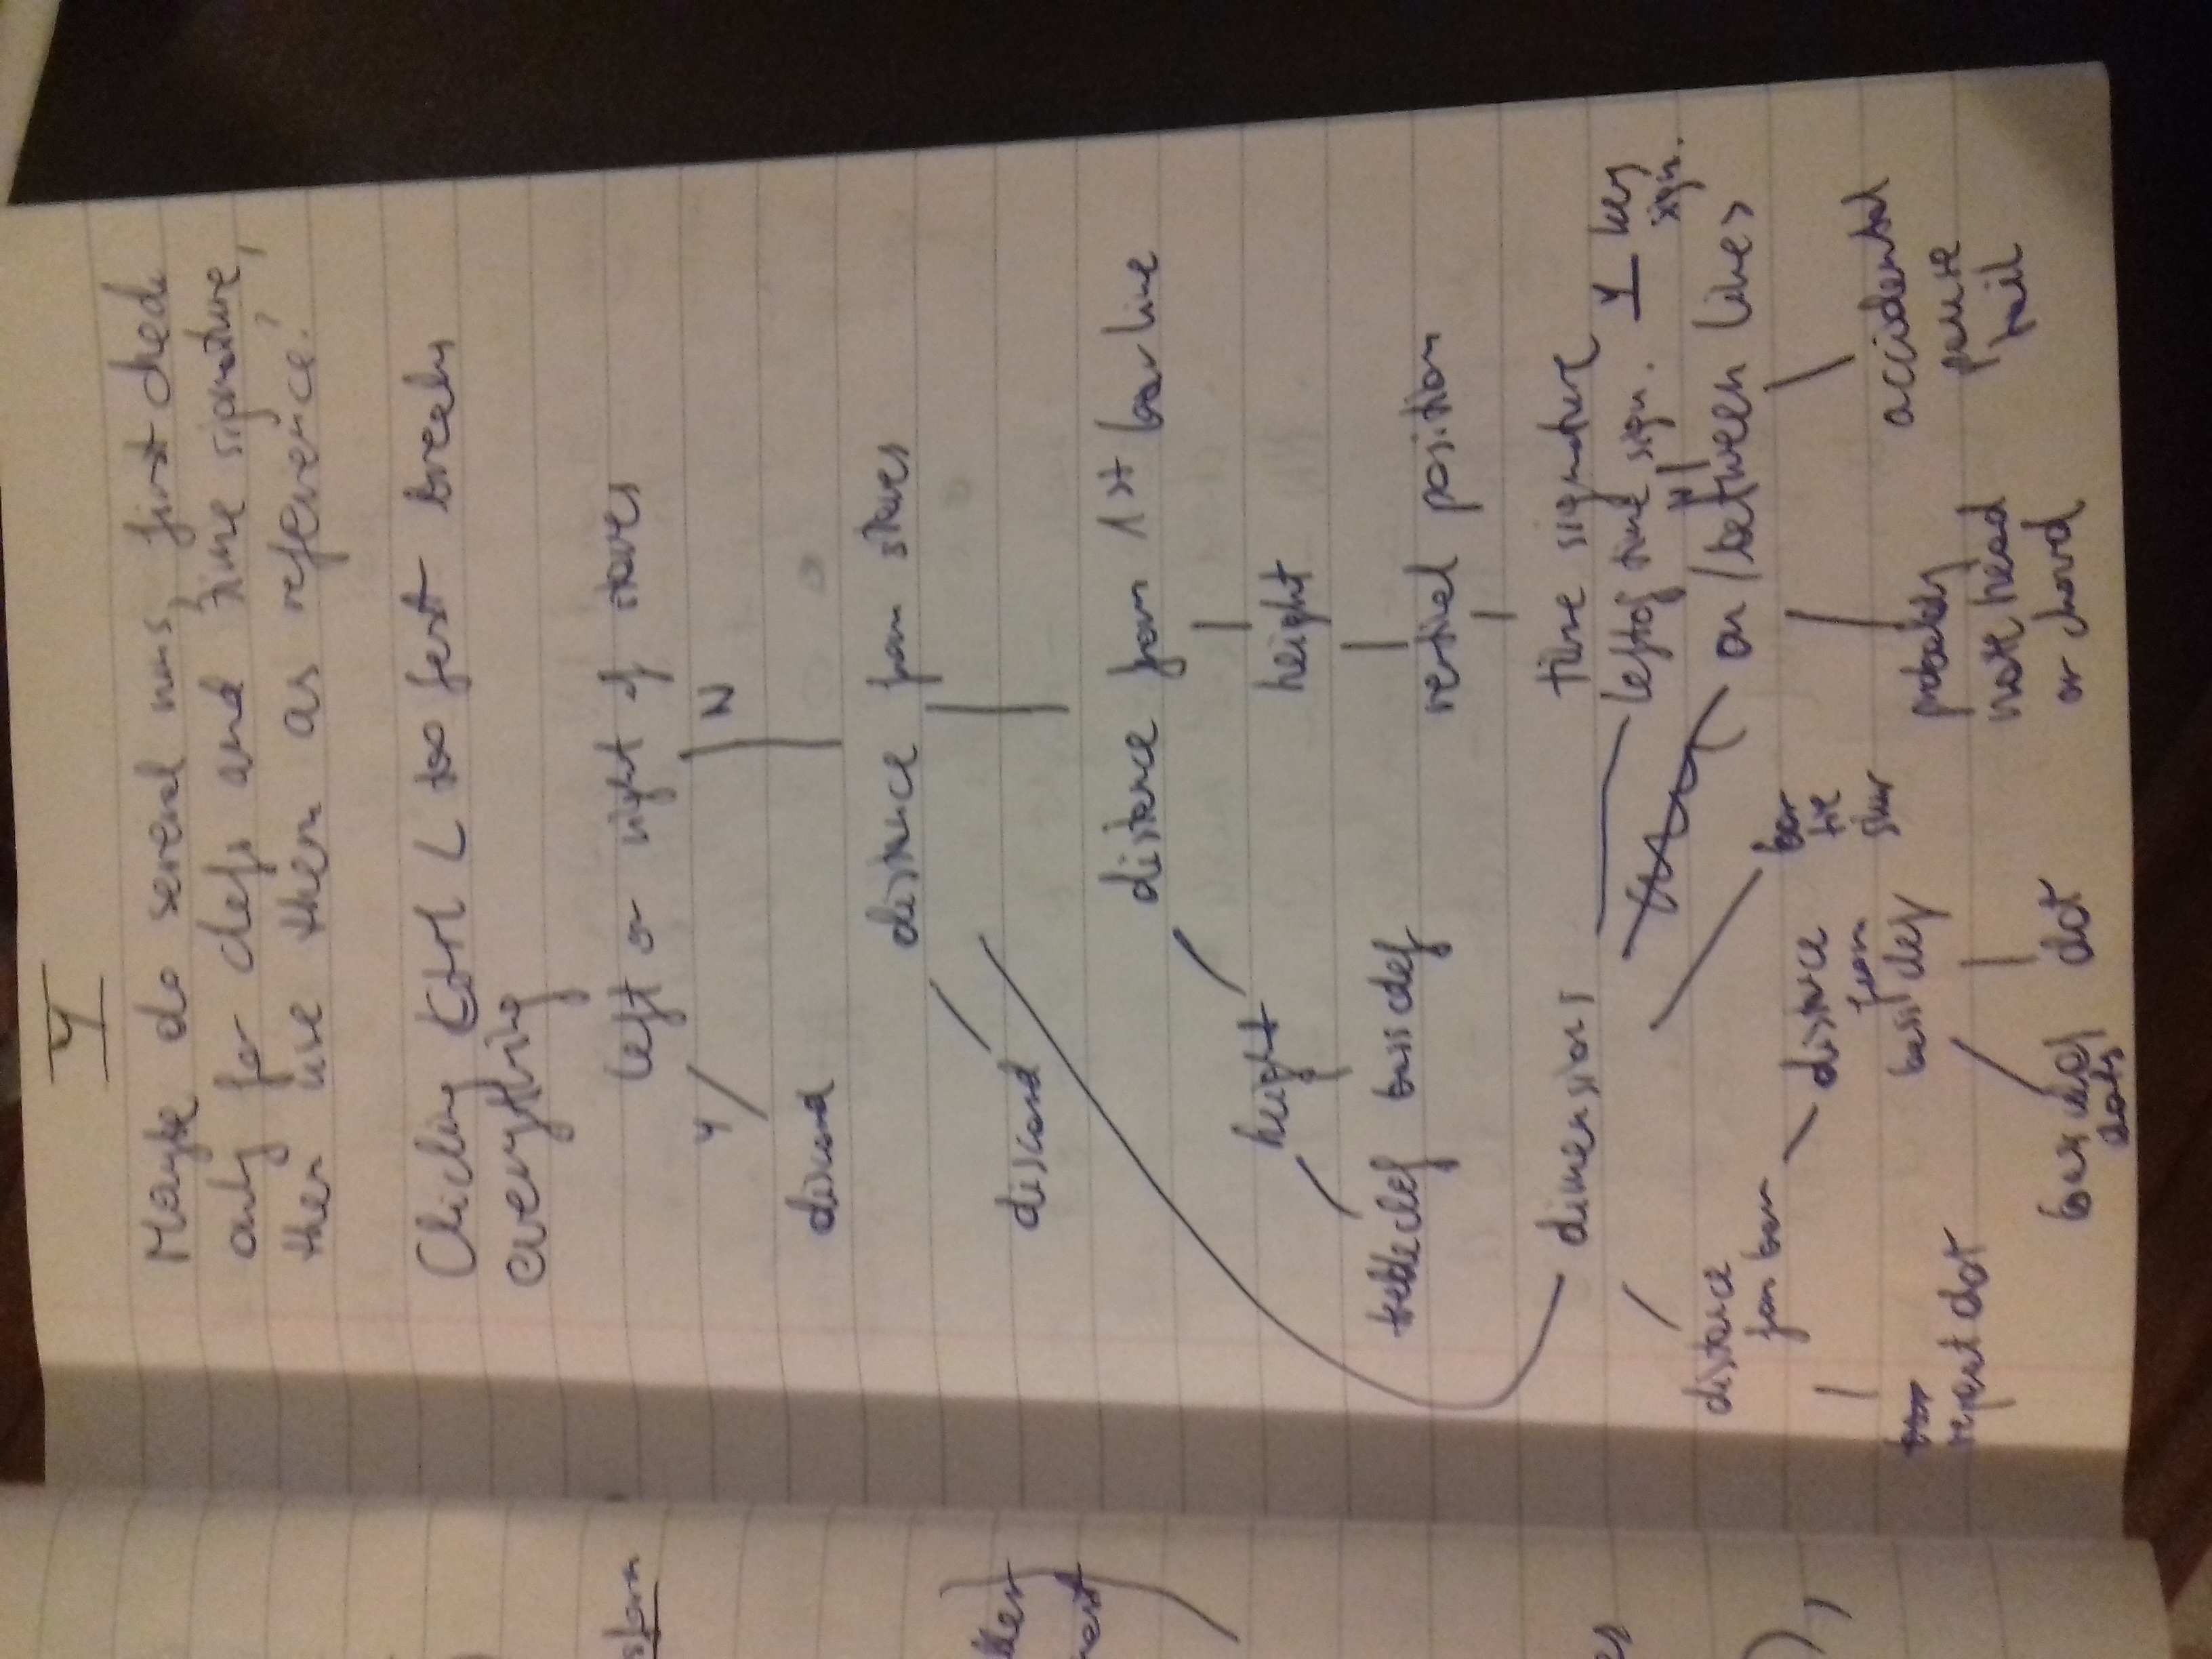 4
Maybe do several runs, first check
only for clefs and time signature,
then use them as reference?
Clicking Ctrl L too fast breaks
everything
left or right of staves
Y N
discard
distance from staves
discard
distance from 1st bar line
height
height
treble clef bass clef
vertical position
dimensions
time signature
left of time sign. Y key
sign.
N
distance
from bar
on/between lines
distance
from
bass clef
bar
tie
slur
repeat dot
probably
note head
or chord
accidental
pause
tail
bass clef
dots
dot